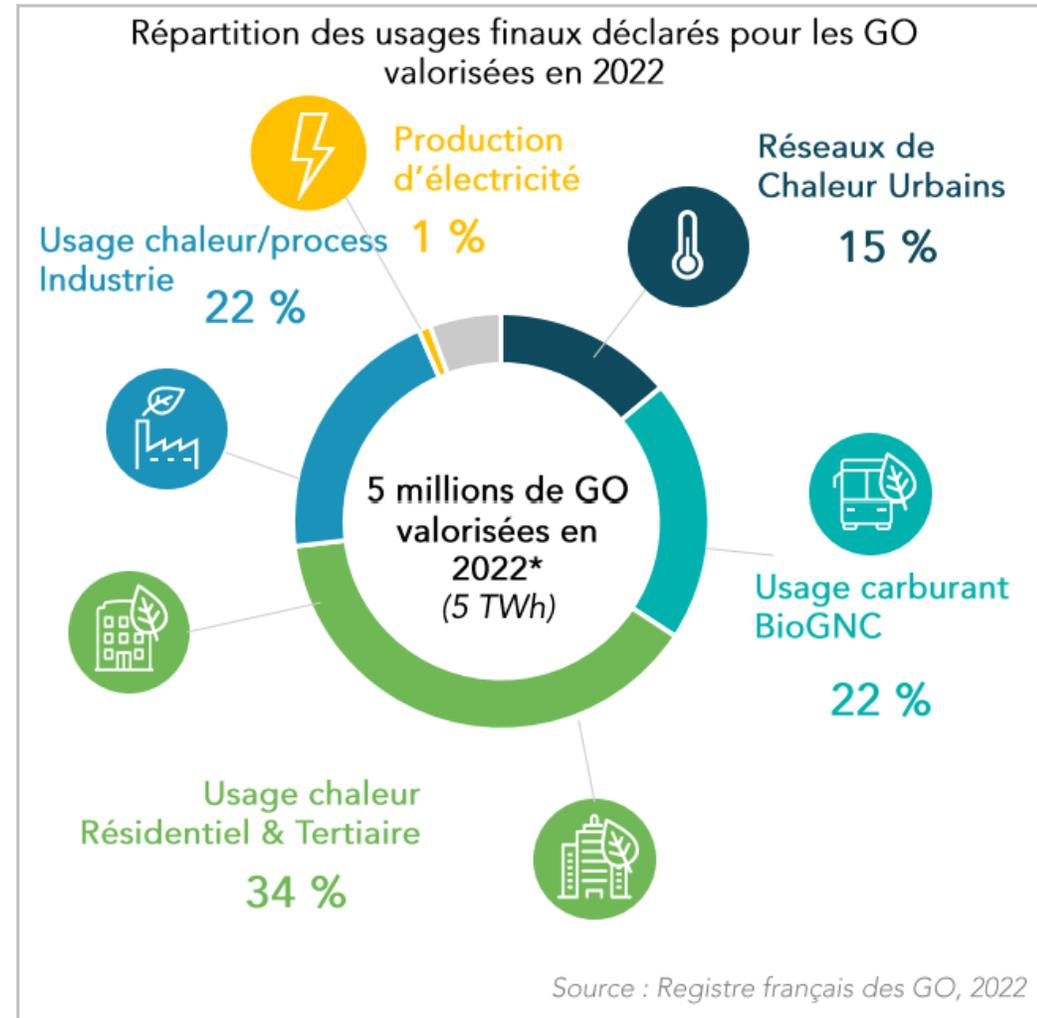 Répartition des usages finaux déclarés pour les GO
valorisées en 2022
Production
d'électricité
1 %
Réseaux de
Chaleur Urbains
15 %
Usage chaleur/process
Industrie
22 %
5 millions de GO
valorisées en
2022*
(5 TWh)
Usage carburant
BioGNC
22 %
Usage chaleur
Résidentiel & Tertiaire
34 %
Source : Registre français des GO, 2022